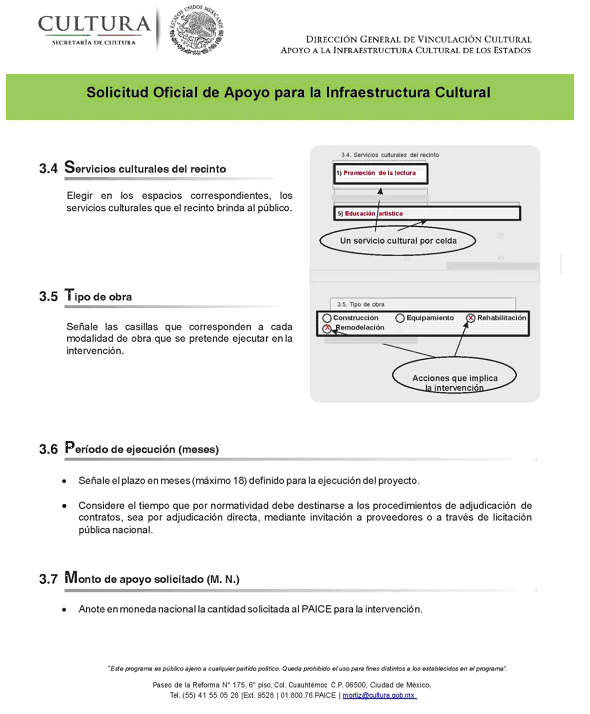 CULTURA
SECRETARÍA DE CULTURA
ESTADOS UNIDOS MEXICANOS
DIRECCIÓN GENERAL DE VINCULACIÓN CULTURAL
APOYO A LA INFRAESTRUCTURA CULTURAL DE LOS ESTADOS
Solicitud Oficial de Apoyo para la Infraestructura Cultural
3.4 Servicios culturales del recinto
Elegir en los espacios correspondientes, los
servicios culturales que el recinto brinda al público.
3.4. Servicios culturales del recinto
1) Promoción de la lectura
5) Educación artística
Un servicio cultural por celda
3.5 Tipo de obra
Señale las casillas que corresponden a cada
modalidad de obra que se pretende ejecutar en la
intervención.
3.5. Tipo de obra
Construcción Equipamiento X Rehabilitación
X Remodelación
Acciones que implica
la intervención
3.6 Período de ejecución (meses)
• Señale el plazo en meses (máximo 18) definido para la ejecución del proyecto.
• Considere el tiempo que por normatividad debe destinarse a los procedimientos de adjudicación de
contratos, sea por adjudicación directa, mediante invitación a proveedores o a través de licitación
pública nacional.
3.7 Monto de apoyo solicitado (M. N.)
• Anote en moneda nacional la cantidad solicitada al PAICE para la intervención.
"Este programa es público ajeno a cualquier partido político. Queda prohibido el uso para fines distintos a los establecidos en el programa".
Paseo de la Reforma N° 175, 6° piso, Col. Cuauhtémoc C.P. 06500, Ciudad de México,
Tel. (55) 41 55 05 28 |Ext. 9528 | 01.800.76.PAICE | mortiz@cultura.gob.mx